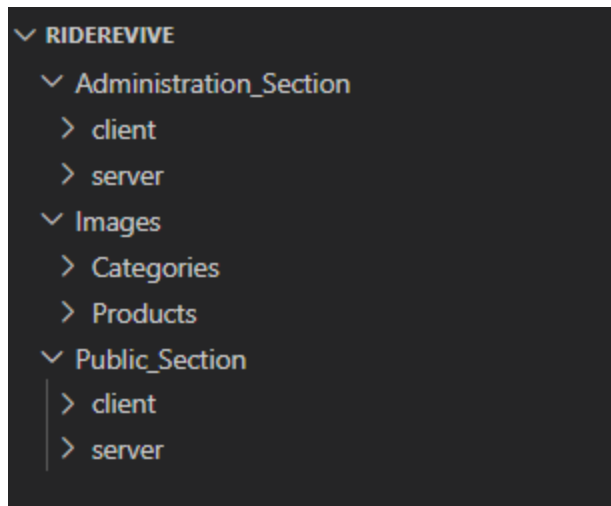 RIDEREVIVE
Administration_Section
client
server
Images
Categories
Products
Public_Section
client
server